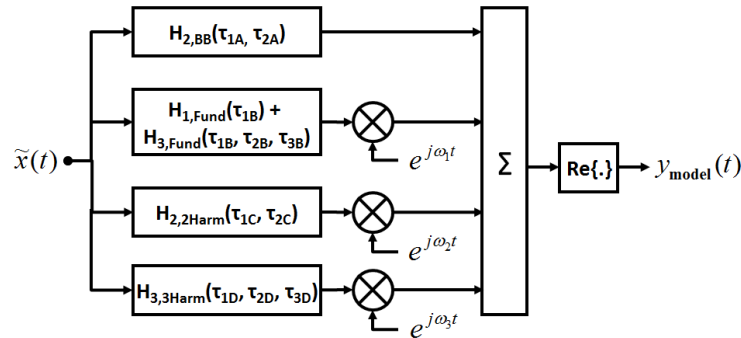 H2,BB(τ1A, τ2A)
H1,Fund(τ1B) +
H3,Fund(τ1B, τ2B, τ3B)
e^jω1t
x̃(t)
Σ
Re{.}
ymodel(t)
H2,2Harm(τ1C, τ2C)
e^jω2t
H3,3Harm(τ1D, τ2D, τ3D)
e^jω3t